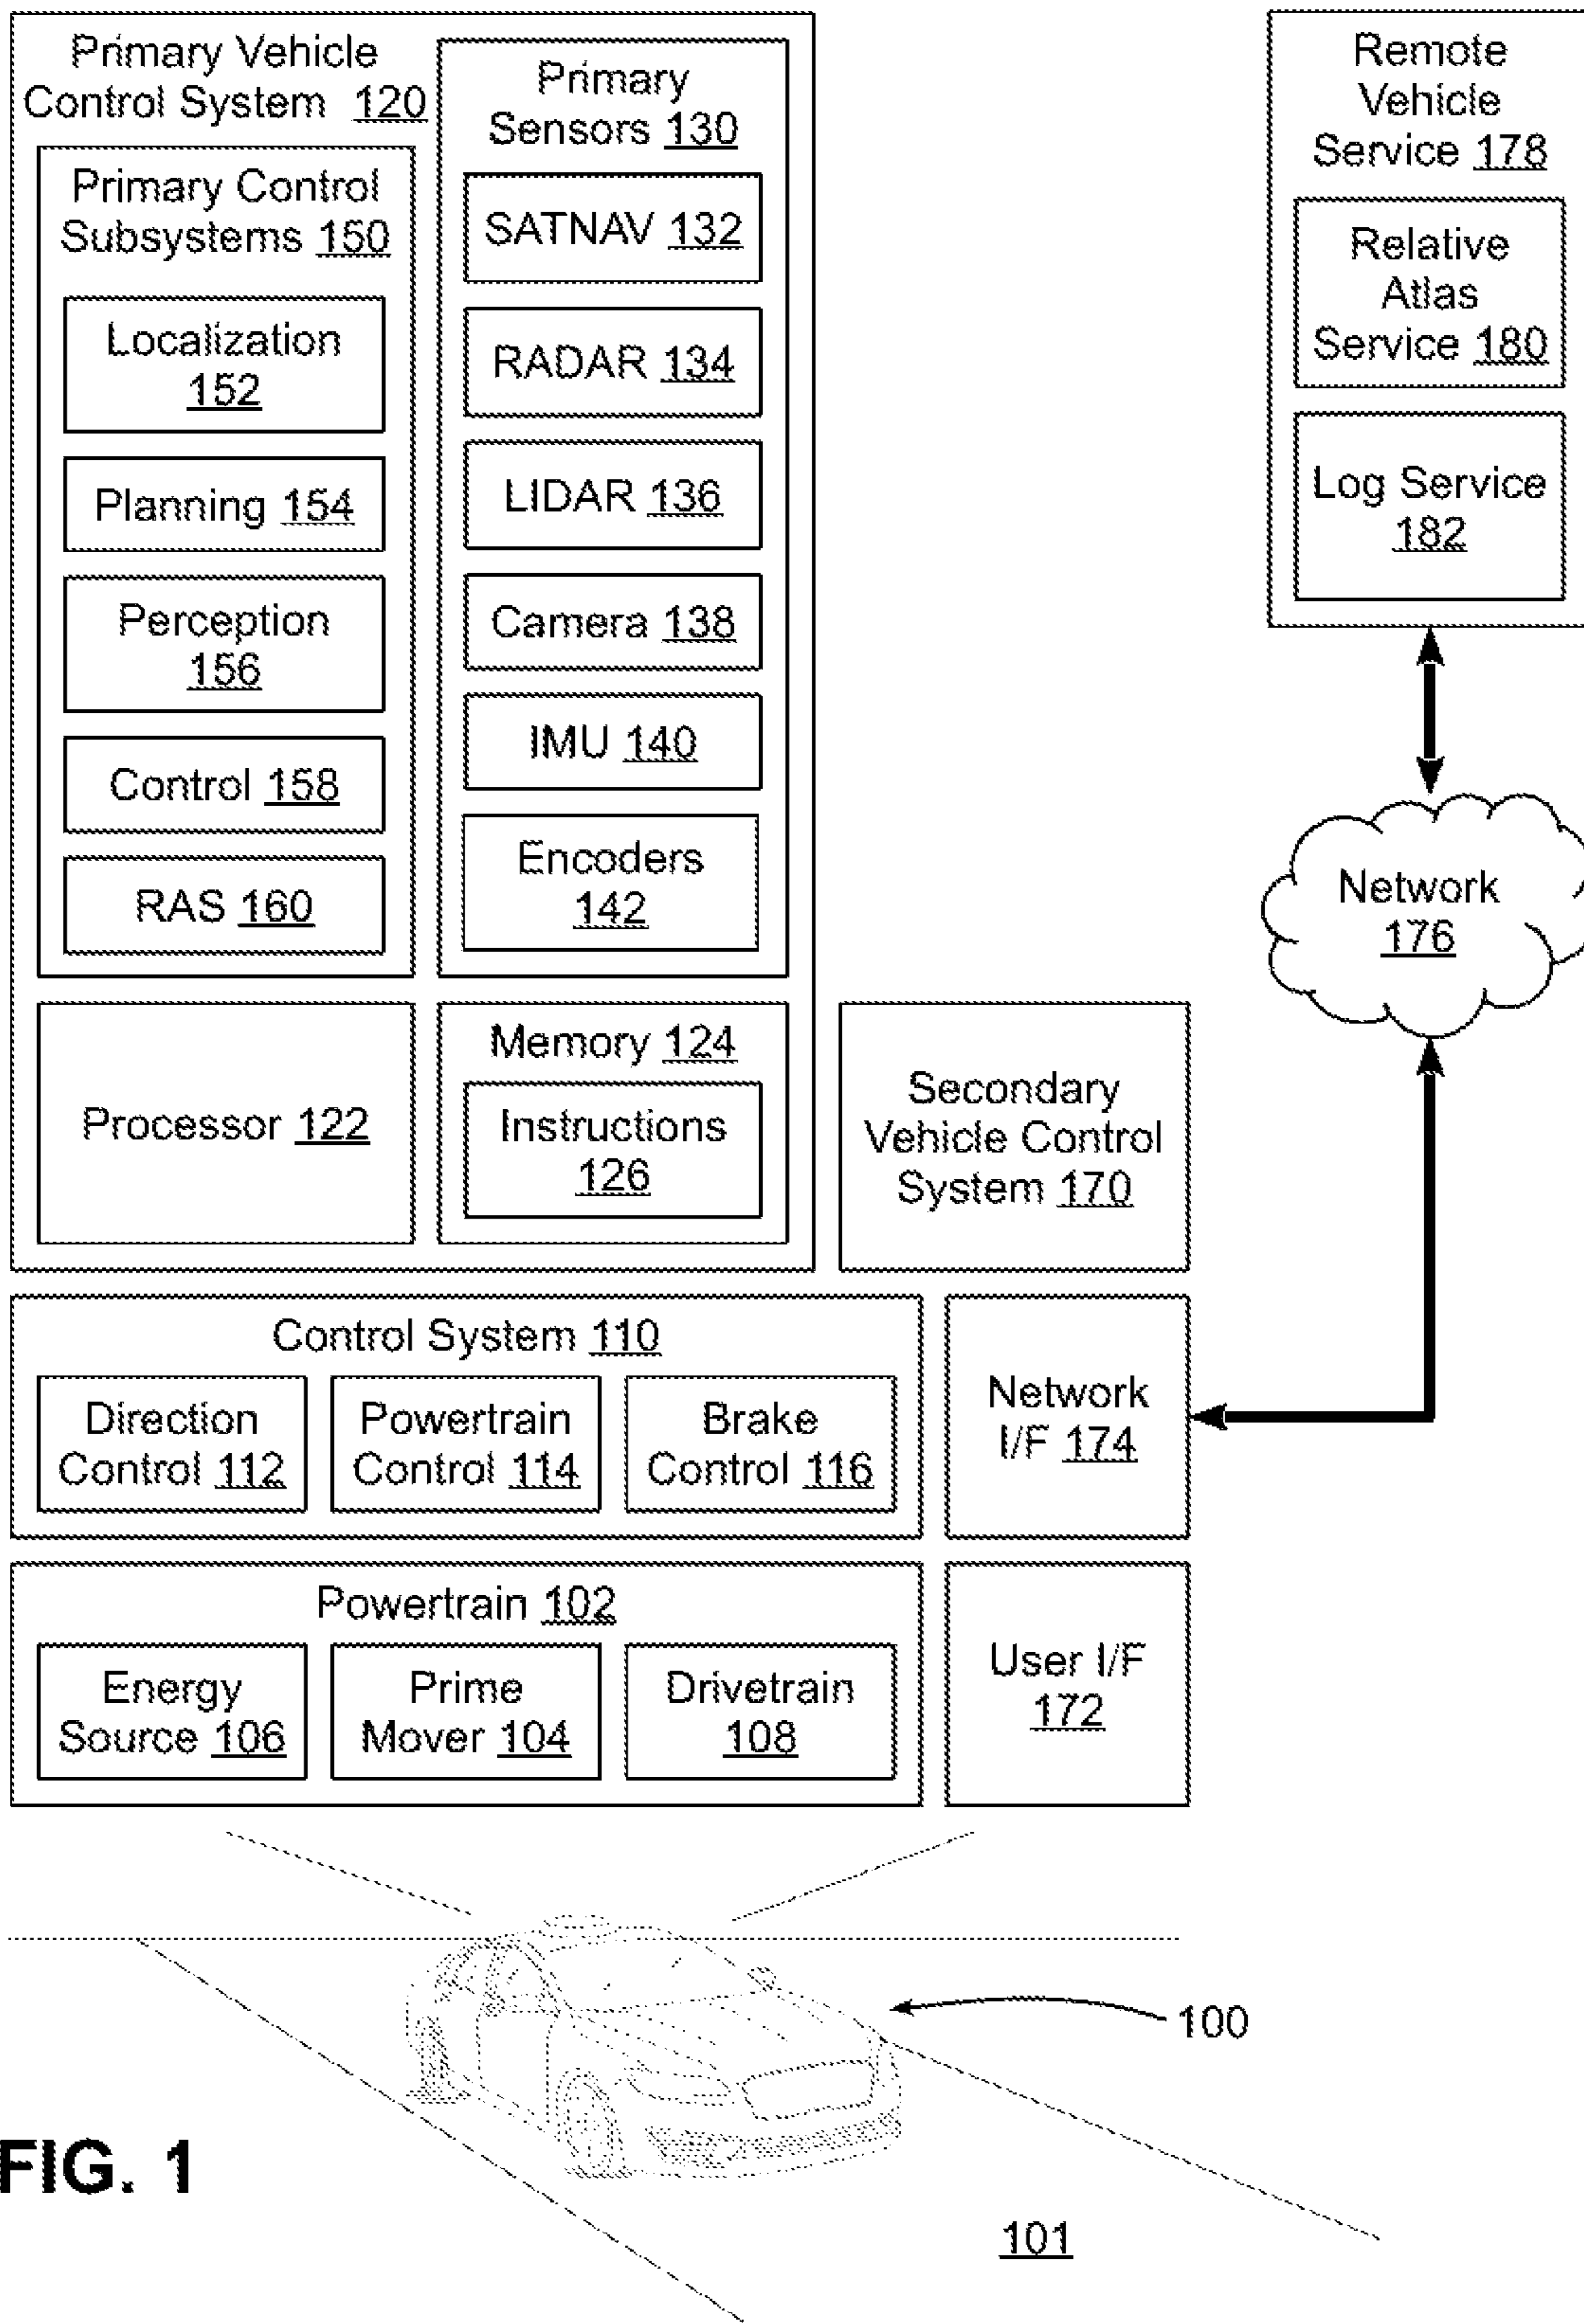 Primary Vehicle
Control System 120
Primary Control
Subsystems 150
Localization
152
Planning 154
Perception
156
Control 158
RAS 160
Primary
Sensors 130
SATNAV 132
RADAR 134
LIDAR 136
Camera 138
IMU 140
Encoders
142
Processor 122
Memory 124
Instructions
126
Secondary
Vehicle Control
System 170
Remote
Vehicle
Service 178
Relative
Atlas
Service 180
Log Service
182
Network
176
Control System 110
Direction
Control 112
Powertrain
Control 114
Brake
Control 116
Network
I/F 174
Powertrain 102
Energy
Source 106
Prime
Mover 104
Drivetrain
108
User I/F
172
100
FIG. 1
101